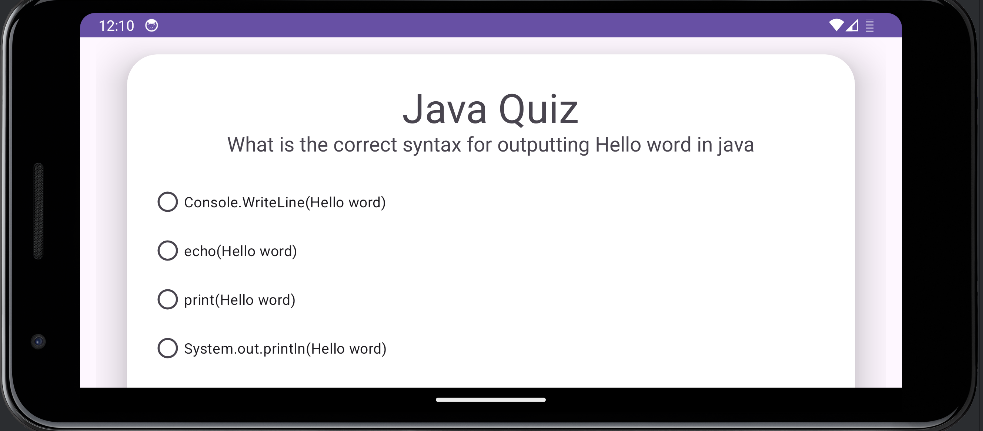 12:10
Java Quiz
What is the correct syntax for outputting Hello word in java
Console.WriteLine(Hello word)
echo(Hello word)
print(Hello word)
System.out.println(Hello word)